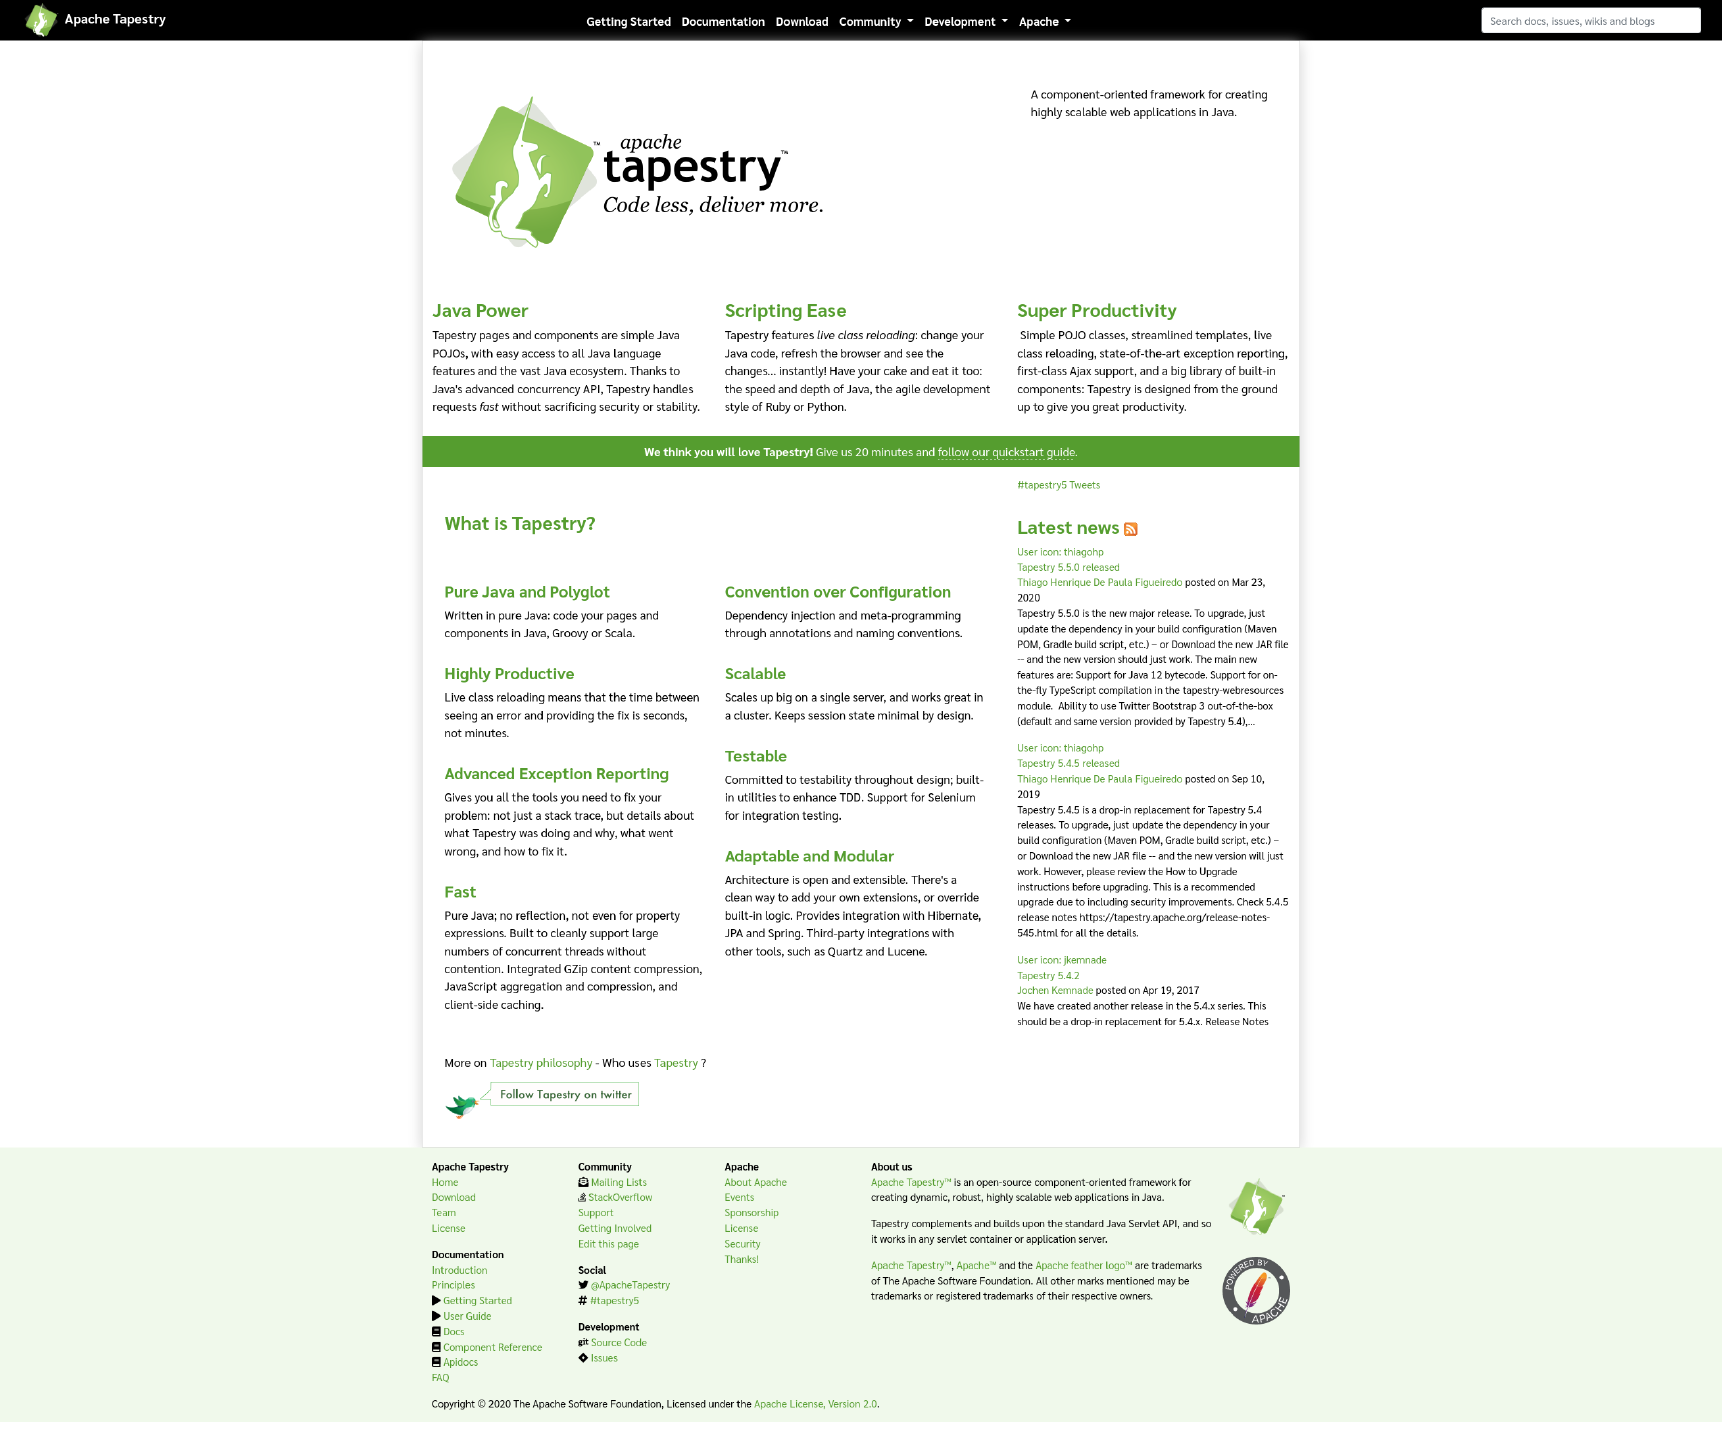 Apache Tapestry
Getting Started Documentation Download Community Development Apache
Search docs, issues, wikis and blogs
apache
tapestry™
™
Code less, deliver more.
A component-oriented framework for creating
highly scalable web applications in Java.
Java Power
Tapestry pages and components are simple Java
POJOs, with easy access to all Java language
features and the vast Java ecosystem. Thanks to
Java's advanced concurrency API, Tapestry handles
requests fast without sacrificing security or stability.
Scripting Ease
Tapestry features live class reloading: change your
Java code, refresh the browser and see the
changes... instantly! Have your cake and eat it too:
the speed and depth of Java, the agile development
style of Ruby or Python.
Super Productivity
Simple POJO classes, streamlined templates, live
class reloading, state-of-the-art exception reporting,
first-class Ajax support, and a big library of built-in
components: Tapestry is designed from the ground
up to give you great productivity.
We think you will love Tapestry! Give us 20 minutes and follow our quickstart guide.
What is Tapestry?
Pure Java and Polyglot
Written in pure Java: code your pages and
components in Java, Groovy or Scala.
Highly Productive
Live class reloading means that the time between
seeing an error and providing the fix is seconds,
not minutes.
Advanced Exception Reporting
Gives you all the tools you need to fix your
problem: not just a stack trace, but details about
what Tapestry was doing and why, what went
wrong, and how to fix it.
Fast
Pure Java; no reflection, not even for property
expressions. Built to cleanly support large
numbers of concurrent threads without
contention. Integrated GZip content compression,
JavaScript aggregation and compression, and
client-side caching.
Convention over Configuration
Dependency injection and meta-programming
through annotations and naming conventions.
Scalable
Scales up big on a single server, and works great in
a cluster. Keeps session state minimal by design.
Testable
Committed to testability throughout design; built-
in utilities to enhance TDD. Support for Selenium
for integration testing.
Adaptable and Modular
Architecture is open and extensible. There's a
clean way to add your own extensions, or override
built-in logic. Provides integration with Hibernate,
JPA and Spring. Third-party integrations with
other tools, such as Quartz and Lucene.
More on Tapestry philosophy - Who uses Tapestry ?
Follow Tapestry on twitter
#tapestry5 Tweets
Latest news
User icon: thiagohp
Tapestry 5.5.0 released
Thiago Henrique De Paula Figueiredo posted on Mar 23,
2020
Tapestry 5.5.0 is the new major release. To upgrade, just
update the dependency in your build configuration (Maven
POM, Gradle build script, etc.) – or Download the new JAR file
-- and the new version should just work. The main new
features are: Support for Java 12 bytecode. Support for on-
the-fly TypeScript compilation in the tapestry-webresources
module.  Ability to use Twitter Bootstrap 3 out-of-the-box
(default and same version provided by Tapestry 5.4),...
User icon: thiagohp
Tapestry 5.4.5 released
Thiago Henrique De Paula Figueiredo posted on Sep 10,
2019
Tapestry 5.4.5 is a drop-in replacement for Tapestry 5.4
releases. To upgrade, just update the dependency in your
build configuration (Maven POM, Gradle build script, etc.) –
or Download the new JAR file -- and the new version will just
work. However, please review the How to Upgrade
instructions before upgrading. This is a recommended
upgrade due to including security improvements. Check 5.4.5
release notes https://tapestry.apache.org/release-notes-
545.html for all the details.
User icon: jkemnade
Tapestry 5.4.2
Jochen Kemnade posted on Apr 19, 2017
We have created another release in the 5.4.x series. This
should be a drop-in replacement for 5.4.x. Release Notes
Apache Tapestry
Home
Download
Team
License
Documentation
Introduction
Principles
Getting Started
User Guide
Docs
Component Reference
Apidocs
FAQ
Community
Mailing Lists
StackOverflow
Support
Getting Involved
Edit this page
Social
@ApacheTapestry
#tapestry5
Development
git Source Code
Issues
Apache
About Apache
Events
Sponsorship
License
Security
Thanks!
About us
Apache Tapestry™ is an open-source component-oriented framework for
creating dynamic, robust, highly scalable web applications in Java.
Tapestry complements and builds upon the standard Java Servlet API, and so
it works in any servlet container or application server.
Apache Tapestry™, Apache™ and the Apache feather logo™ are trademarks
of The Apache Software Foundation. All other marks mentioned may be
trademarks or registered trademarks of their respective owners.
POWERED BY
APACHE
Copyright © 2020 The Apache Software Foundation, Licensed under the Apache License, Version 2.0.